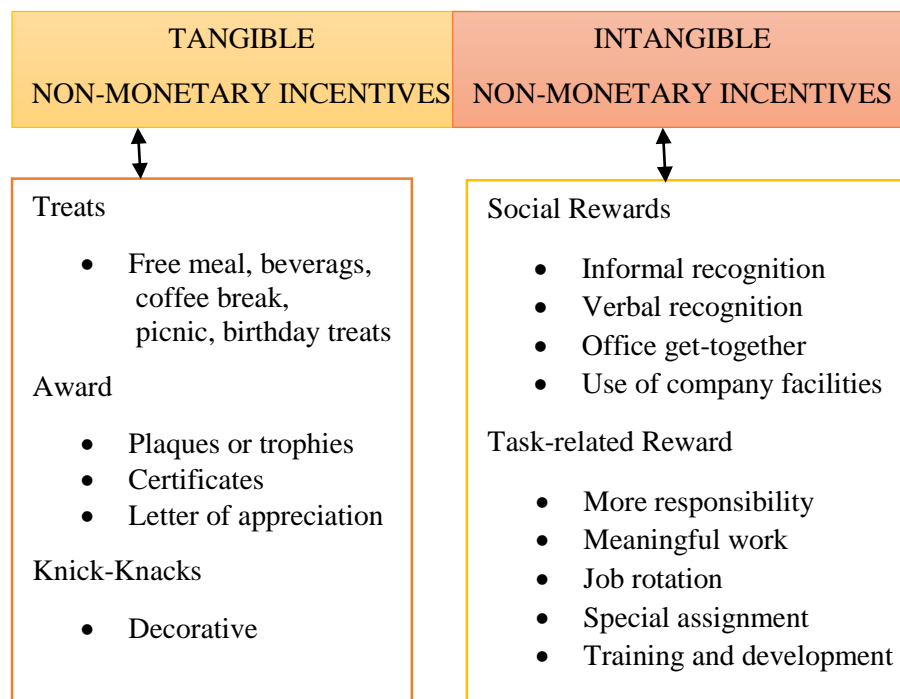 TANGIBLE
NON-MONETARY INCENTIVES
INTANGIBLE
NON-MONETARY INCENTIVES
Treats
• Free meal, beverags,
coffee break,
picnic, birthday treats
Award
• Plaques or trophies
• Certificates
• Letter of appreciation
Knick-Knacks
• Decorative
Social Rewards
• Informal recognition
• Verbal recognition
• Office get-together
• Use of company facilities
Task-related Reward
• More responsibility
• Meaningful work
• Job rotation
• Special assignment
• Training and development